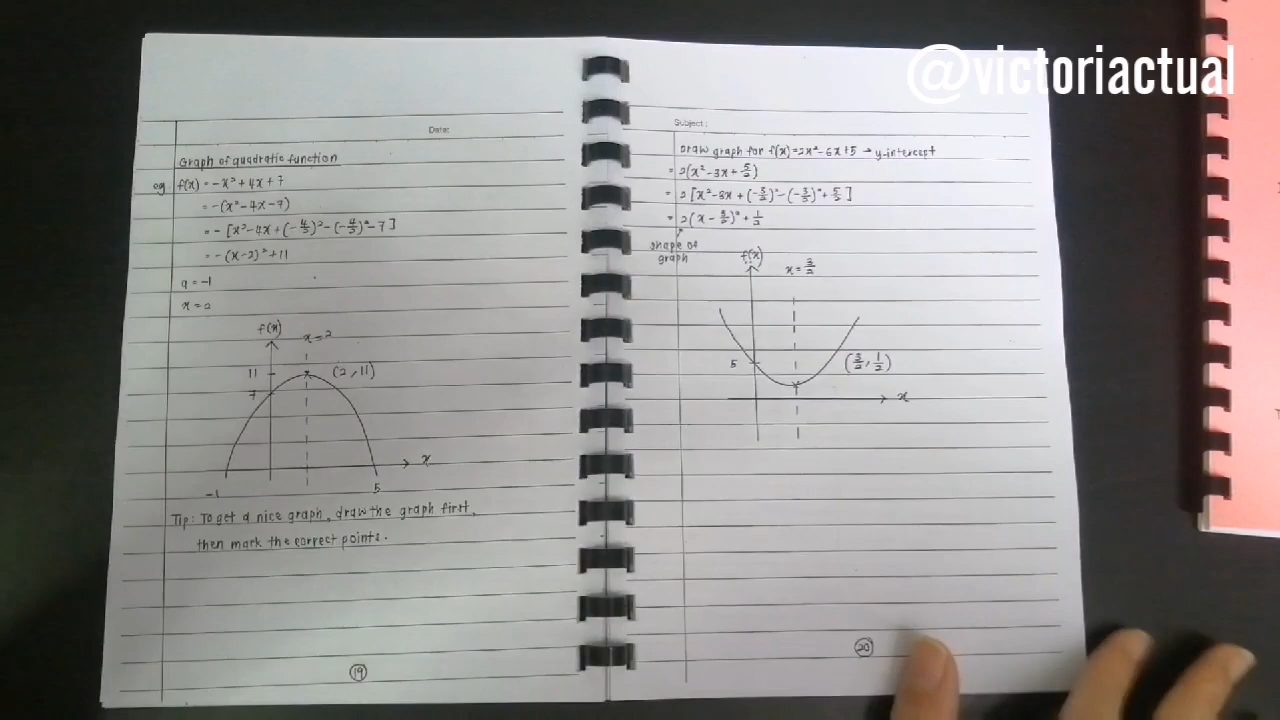 @victoriactual
Date:
Graph of quadratic function
eg f(x) = -x² + 4x + 7
= -(x² - 4x - 7)
= - [x² - 4x + (-4/2)² - (-4/2)² - 7]
= -(x - 2)² + 11
a = -1
x = 2
f(x)
x = 2
11
(2, 11)
7
x
-1
5
Tip: To get a nice graph, draw the graph first,
then mark the correct points.
19
Subject:
Draw graph for f(x) = 2x² - 6x + 5 → y-intercept
= 2(x² - 3x + 5/2)
= 2[x² - 3x + (-3/2)² - (-3/2)² + 5/2]
= 2(x - 3/2)² + 1/2
shape of
graph
f(x)
x = 3/2
5
(3/2, 1/2)
x
20